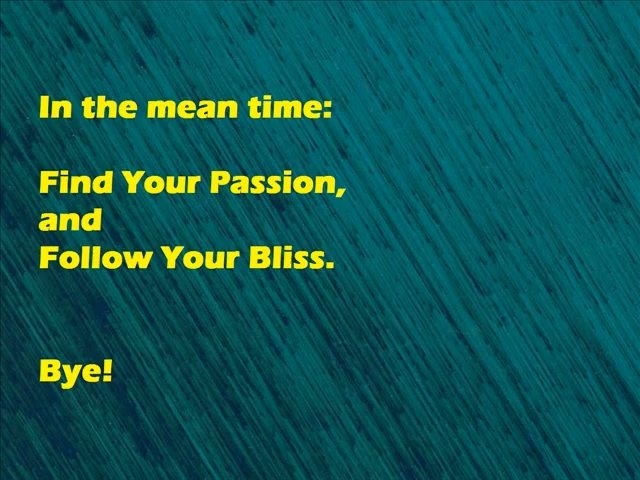 In the mean time:
Find Your Passion,
and
Follow Your Bliss.
Bye!